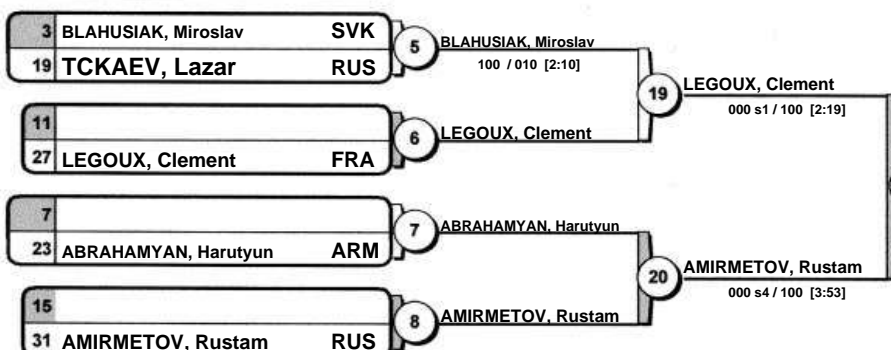 3 BLAHUSIAK, Miroslav SVK
19 TCKAEV, Lazar RUS
5
BLAHUSIAK, Miroslav
100 / 010 [2:10]
11
27 LEGOUX, Clement FRA
6
LEGOUX, Clement
19
LEGOUX, Clement
000 s1 / 100 [2:19]
7
23 ABRAHAMYAN, Harutyun ARM
7
ABRAHAMYAN, Harutyun
15
31 AMIRMETOV, Rustam RUS
8
AMIRMETOV, Rustam
20
AMIRMETOV, Rustam
000 s4 / 100 [3:53]